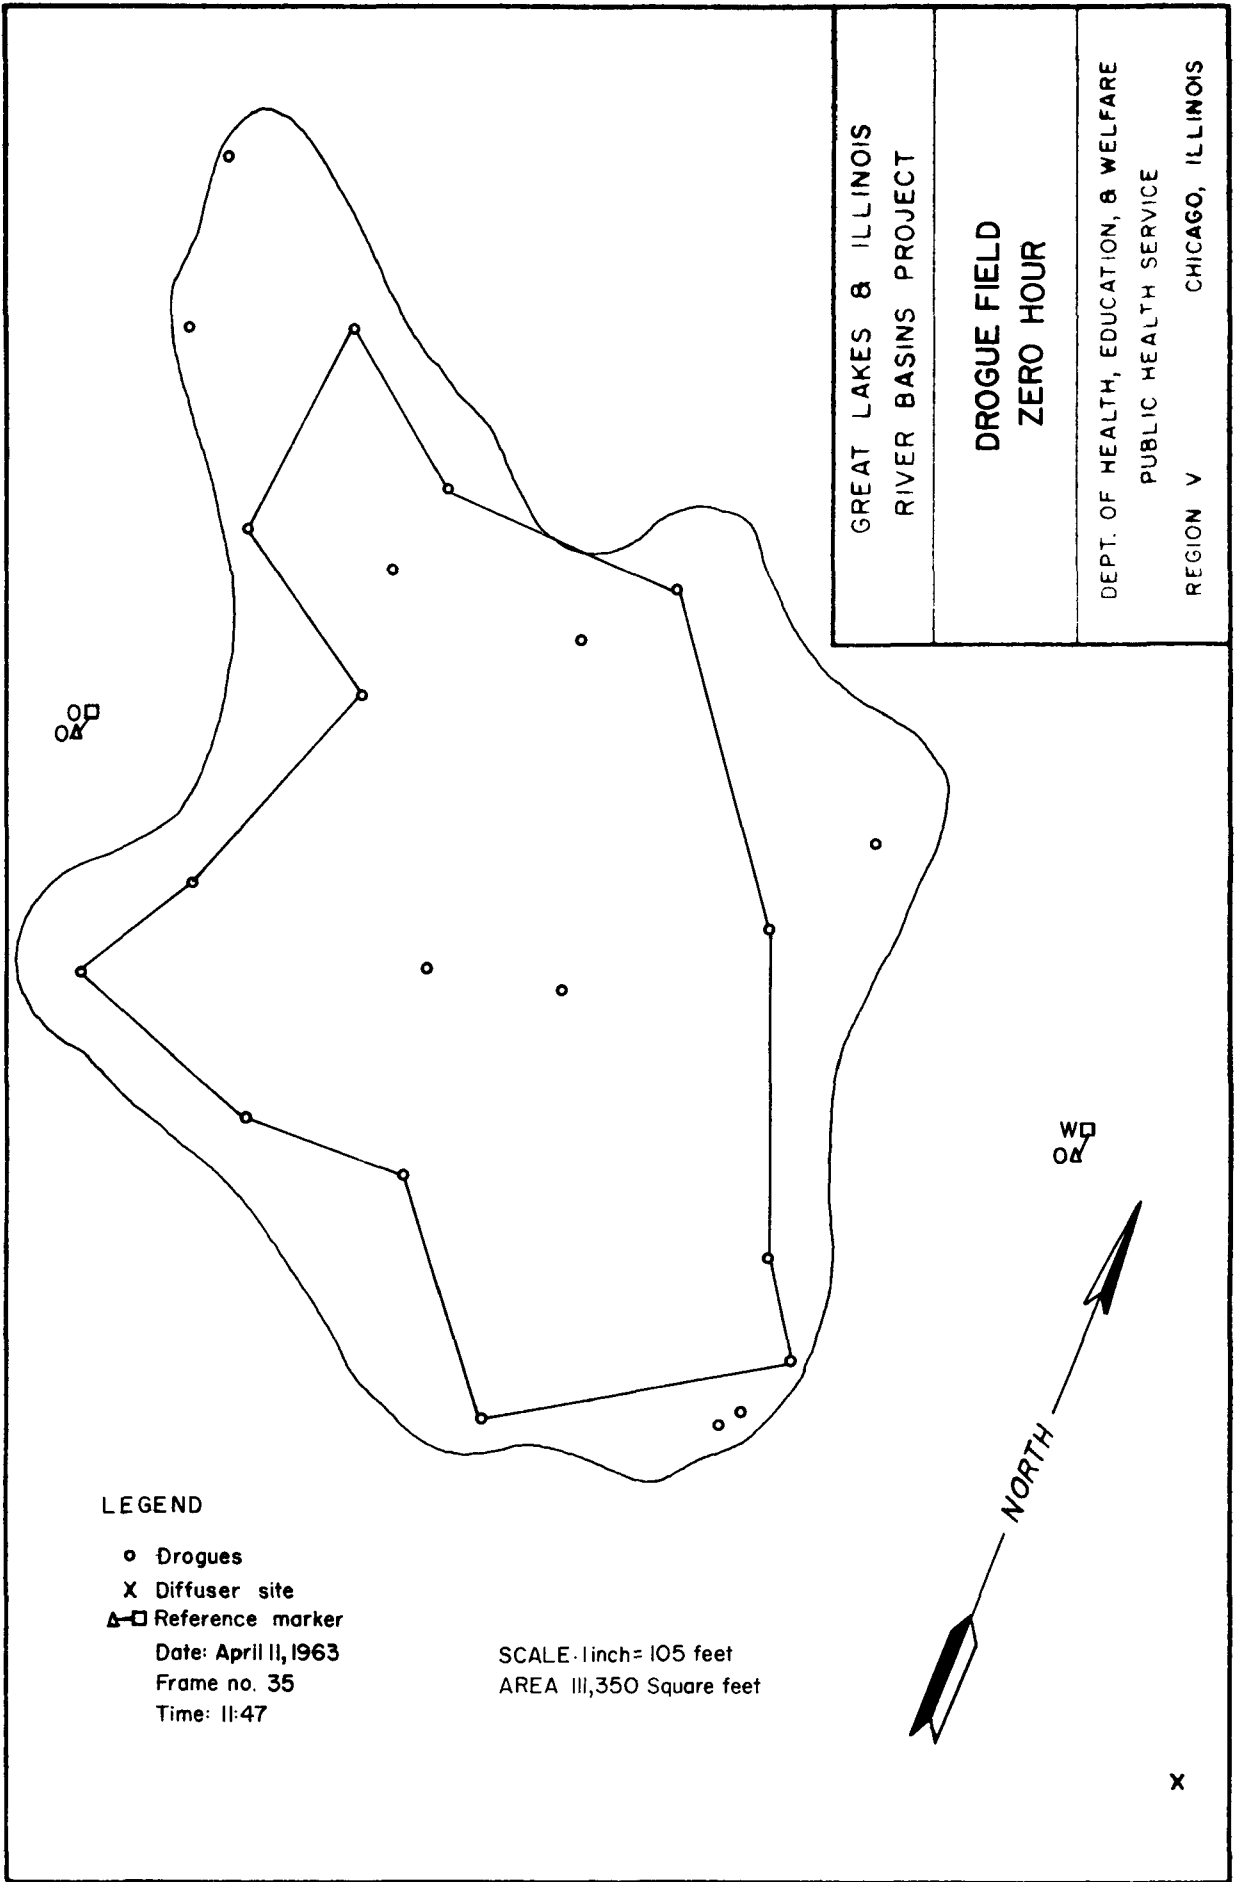 GREAT LAKES & ILLINOIS
RIVER BASINS PROJECT
DROGUE FIELD
ZERO HOUR
DEPT. OF HEALTH, EDUCATION, & WELFARE
PUBLIC HEALTH SERVICE
REGION V CHICAGO, ILLINOIS
O
O
W
O
NORTH
LEGEND
Drogues
X Diffuser site
Reference marker
Date: April 11, 1963
Frame no. 35
Time: 11:47
SCALE. 1 inch = 105 feet
AREA 111,350 Square feet
X